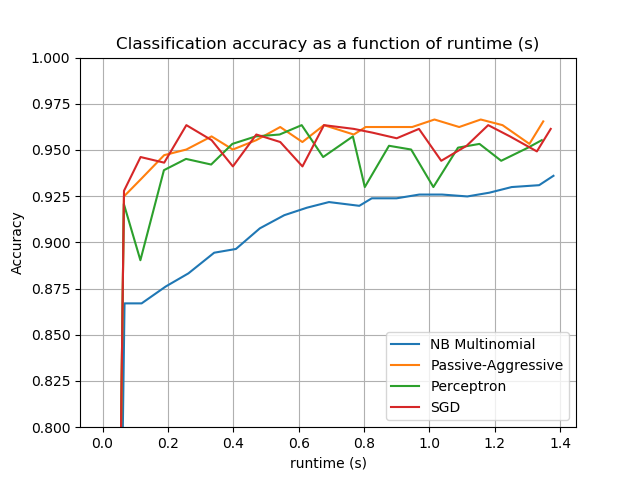 Classification accuracy as a function of runtime (s)
1.000
0.975
0.950
0.925
0.900
0.875
0.850
0.825
0.800
Accuracy
0.0 0.2 0.4 0.6 0.8 1.0 1.2 1.4
runtime (s)
NB Multinomial
Passive-Aggressive
Perceptron
SGD